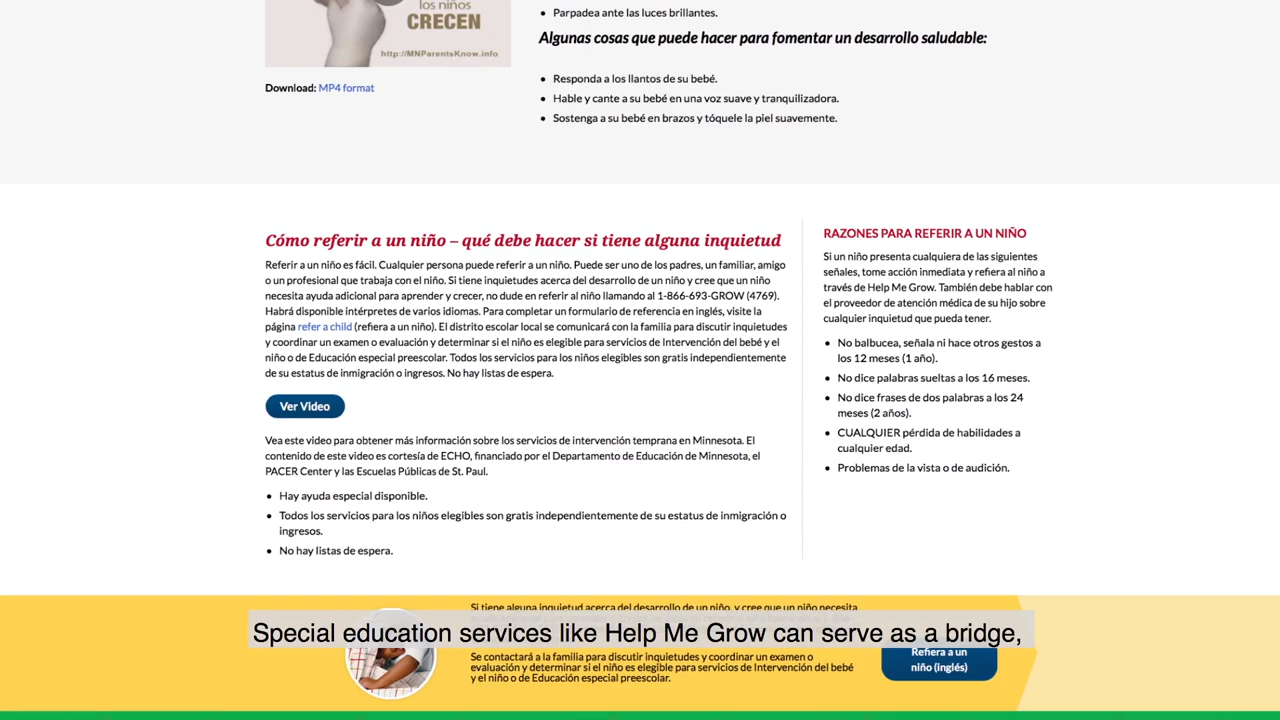 los niños
CRECEN
http://MNParentsKnow.info
Download: MP4 format
• Parpadea ante las luces brillantes.
Algunas cosas que puede hacer para fomentar un desarrollo saludable:
• Responda a los llantos de su bebé.
• Hable y cante a su bebé en una voz suave y tranquilizadora.
• Sostenga a su bebé en brazos y tóquele la piel suavemente.
Cómo referir a un niño – qué debe hacer si tiene alguna inquietud
Referir a un niño es fácil. Cualquier persona puede referir a un niño. Puede ser uno de los padres, un familiar, amigo
o un profesional que trabaja con el niño. Si tiene inquietudes acerca del desarrollo de un niño y cree que un niño
necesita ayuda adicional para aprender y crecer, no dude en referir al niño llamando al 1-866-693-GROW (4769).
Habrá disponible intérpretes de varios idiomas. Para completar un formulario de referencia en inglés, visite la
página refer a child (refiera a un niño). El distrito escolar local se comunicará con la familia para discutir inquietudes
y coordinar un examen o evaluación y determinar si el niño es elegible para servicios de Intervención del bebé y el
niño o de Educación especial preescolar. Todos los servicios para los niños elegibles son gratis independientemente
de su estatus de inmigración o ingresos. No hay listas de espera.
Ver Video
Vea este video para obtener más información sobre los servicios de intervención temprana en Minnesota. El
contenido de este video es cortesía de ECHO, financiado por el Departamento de Educación de Minnesota, el
PACER Center y las Escuelas Públicas de St. Paul.
• Hay ayuda especial disponible.
• Todos los servicios para los niños elegibles son gratis independientemente de su estatus de inmigración o
ingresos.
• No hay listas de espera.
RAZONES PARA REFERIR A UN NIÑO
Si un niño presenta cualquiera de las siguientes
señales, tome acción inmediata y refiera al niño a
través de Help Me Grow. También debe hablar con
el proveedor de atención médica de su hijo sobre
cualquier inquietud que pueda tener.
• No balbucea, señala ni hace otros gestos a
los 12 meses (1 año).
• No dice palabras sueltas a los 16 meses.
• No dice frases de dos palabras a los 24
meses (2 años).
• CUALQUIER pérdida de habilidades a
cualquier edad.
• Problemas de la vista o de audición.
Si tiene alguna inquietud acerca del desarrollo de un niño, y cree que un niño necesita
Special education services like Help Me Grow can serve as a bridge,
Se contactará a la familia para discutir inquietudes y coordinar un examen o
evaluación y determinar si el niño es elegible para servicios de Intervención del bebé
y el niño o de Educación especial preescolar.
Refiera a un
niño (inglés)